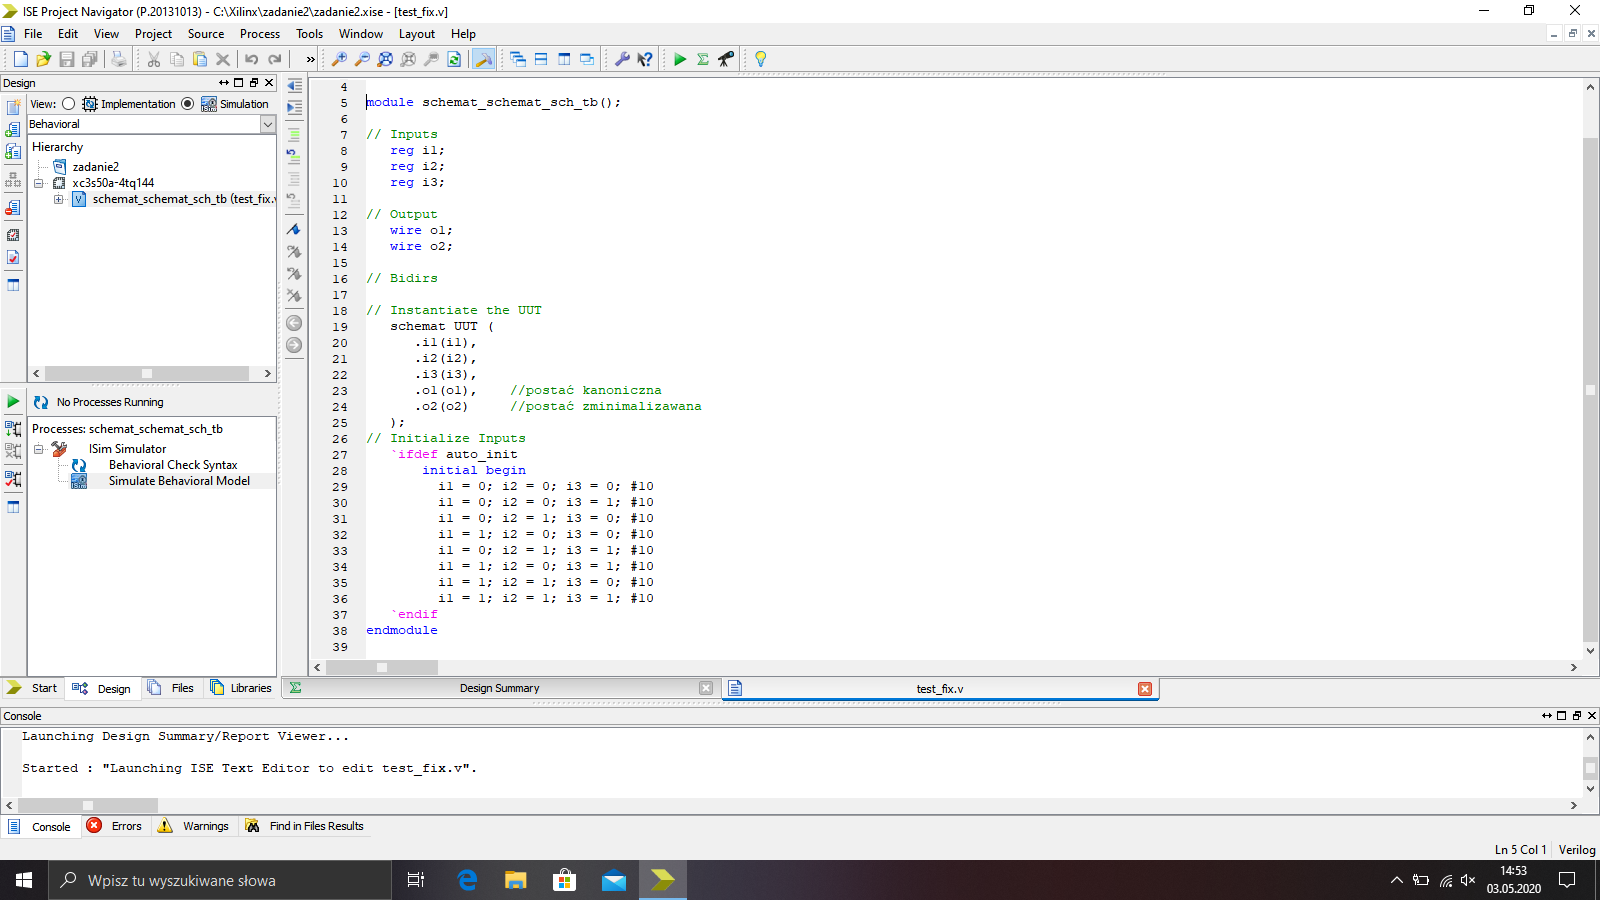 ISE Project Navigator (P.20131013) - C:\Xilinx\zadanie2\zadanie2.xise - [test_fix.v]
File Edit View Project Source Process Tools Window Layout Help
»
Design
View: Implementation Simulation
Behavioral
Hierarchy
zadanie2
xc3s50a-4tq144
schemat_schemat_sch_tb (test_fix.v
No Processes Running
Processes: schemat_schemat_sch_tb
ISim Simulator
Behavioral Check Syntax
Simulate Behavioral Model
Start Design Files Libraries
4
5 module schemat_schemat_sch_tb();
6
7 // Inputs
8 reg i1;
9 reg i2;
10 reg i3;
11
12 // Output
13 wire o1;
14 wire o2;
15
16 // Bidirs
17
18 // Instantiate the UUT
19 schemat UUT (
20 .i1(i1),
21 .i2(i2),
22 .i3(i3),
23 .o1(o1), //postać kanoniczna
24 .o2(o2) //postać zminimalizawana
25 );
26 // Initialize Inputs
27 `ifdef auto_init
28 initial begin
29 i1 = 0; i2 = 0; i3 = 0; #10
30 i1 = 0; i2 = 0; i3 = 1; #10
31 i1 = 0; i2 = 1; i3 = 0; #10
32 i1 = 1; i2 = 0; i3 = 0; #10
33 i1 = 0; i2 = 1; i3 = 1; #10
34 i1 = 1; i2 = 0; i3 = 1; #10
35 i1 = 1; i2 = 1; i3 = 0; #10
36 i1 = 1; i2 = 1; i3 = 1; #10
37 `endif
38 endmodule
39
Design Summary test_fix.v
Console
Launching Design Summary/Report Viewer...
Started : "Launching ISE Text Editor to edit test_fix.v".
Console Errors Warnings Find in Files Results
Ln 5 Col 1 Verilog
Wpisz tu wyszukiwane słowa
14:53
03.05.2020